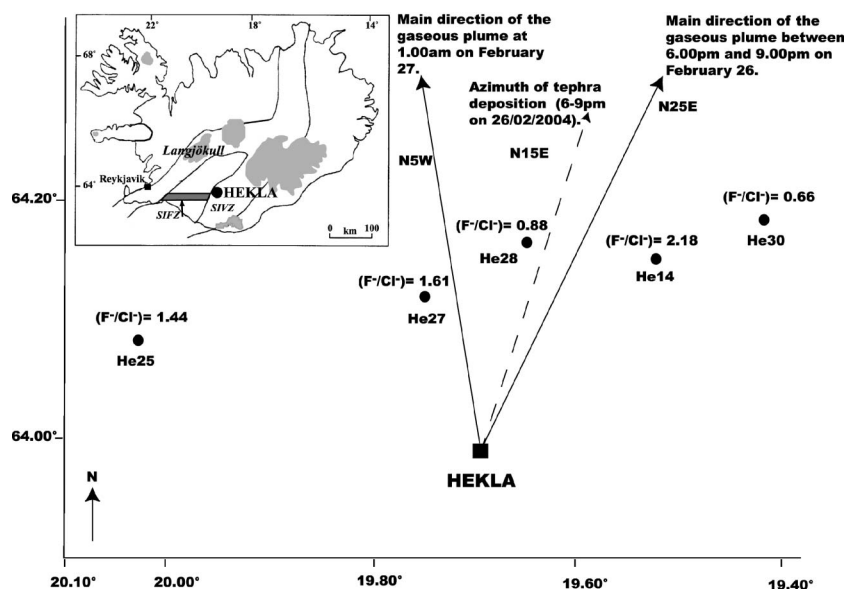 22°
18°
14°
68°
Langjökull
Reykjavik
64°
HEKLA
SIFZ
SIVZ
0
100
km
Main direction of the
gaseous plume at
1.00am on February
27.
Azimuth of tephra
deposition (6-9pm
on 26/02/2004).
Main direction of the
gaseous plume between
6.00pm and 9.00pm on
February 26.
N5W
N15E
N25E
64.20°
(F⁻/Cl⁻)= 0.66
He30
(F⁻/Cl⁻)= 0.88
He28
(F⁻/Cl⁻)= 2.18
He14
(F⁻/Cl⁻)= 1.61
He27
(F⁻/Cl⁻)= 1.44
He25
64.00°
HEKLA
N
20.10°
20.00°
19.80°
19.60°
19.40°